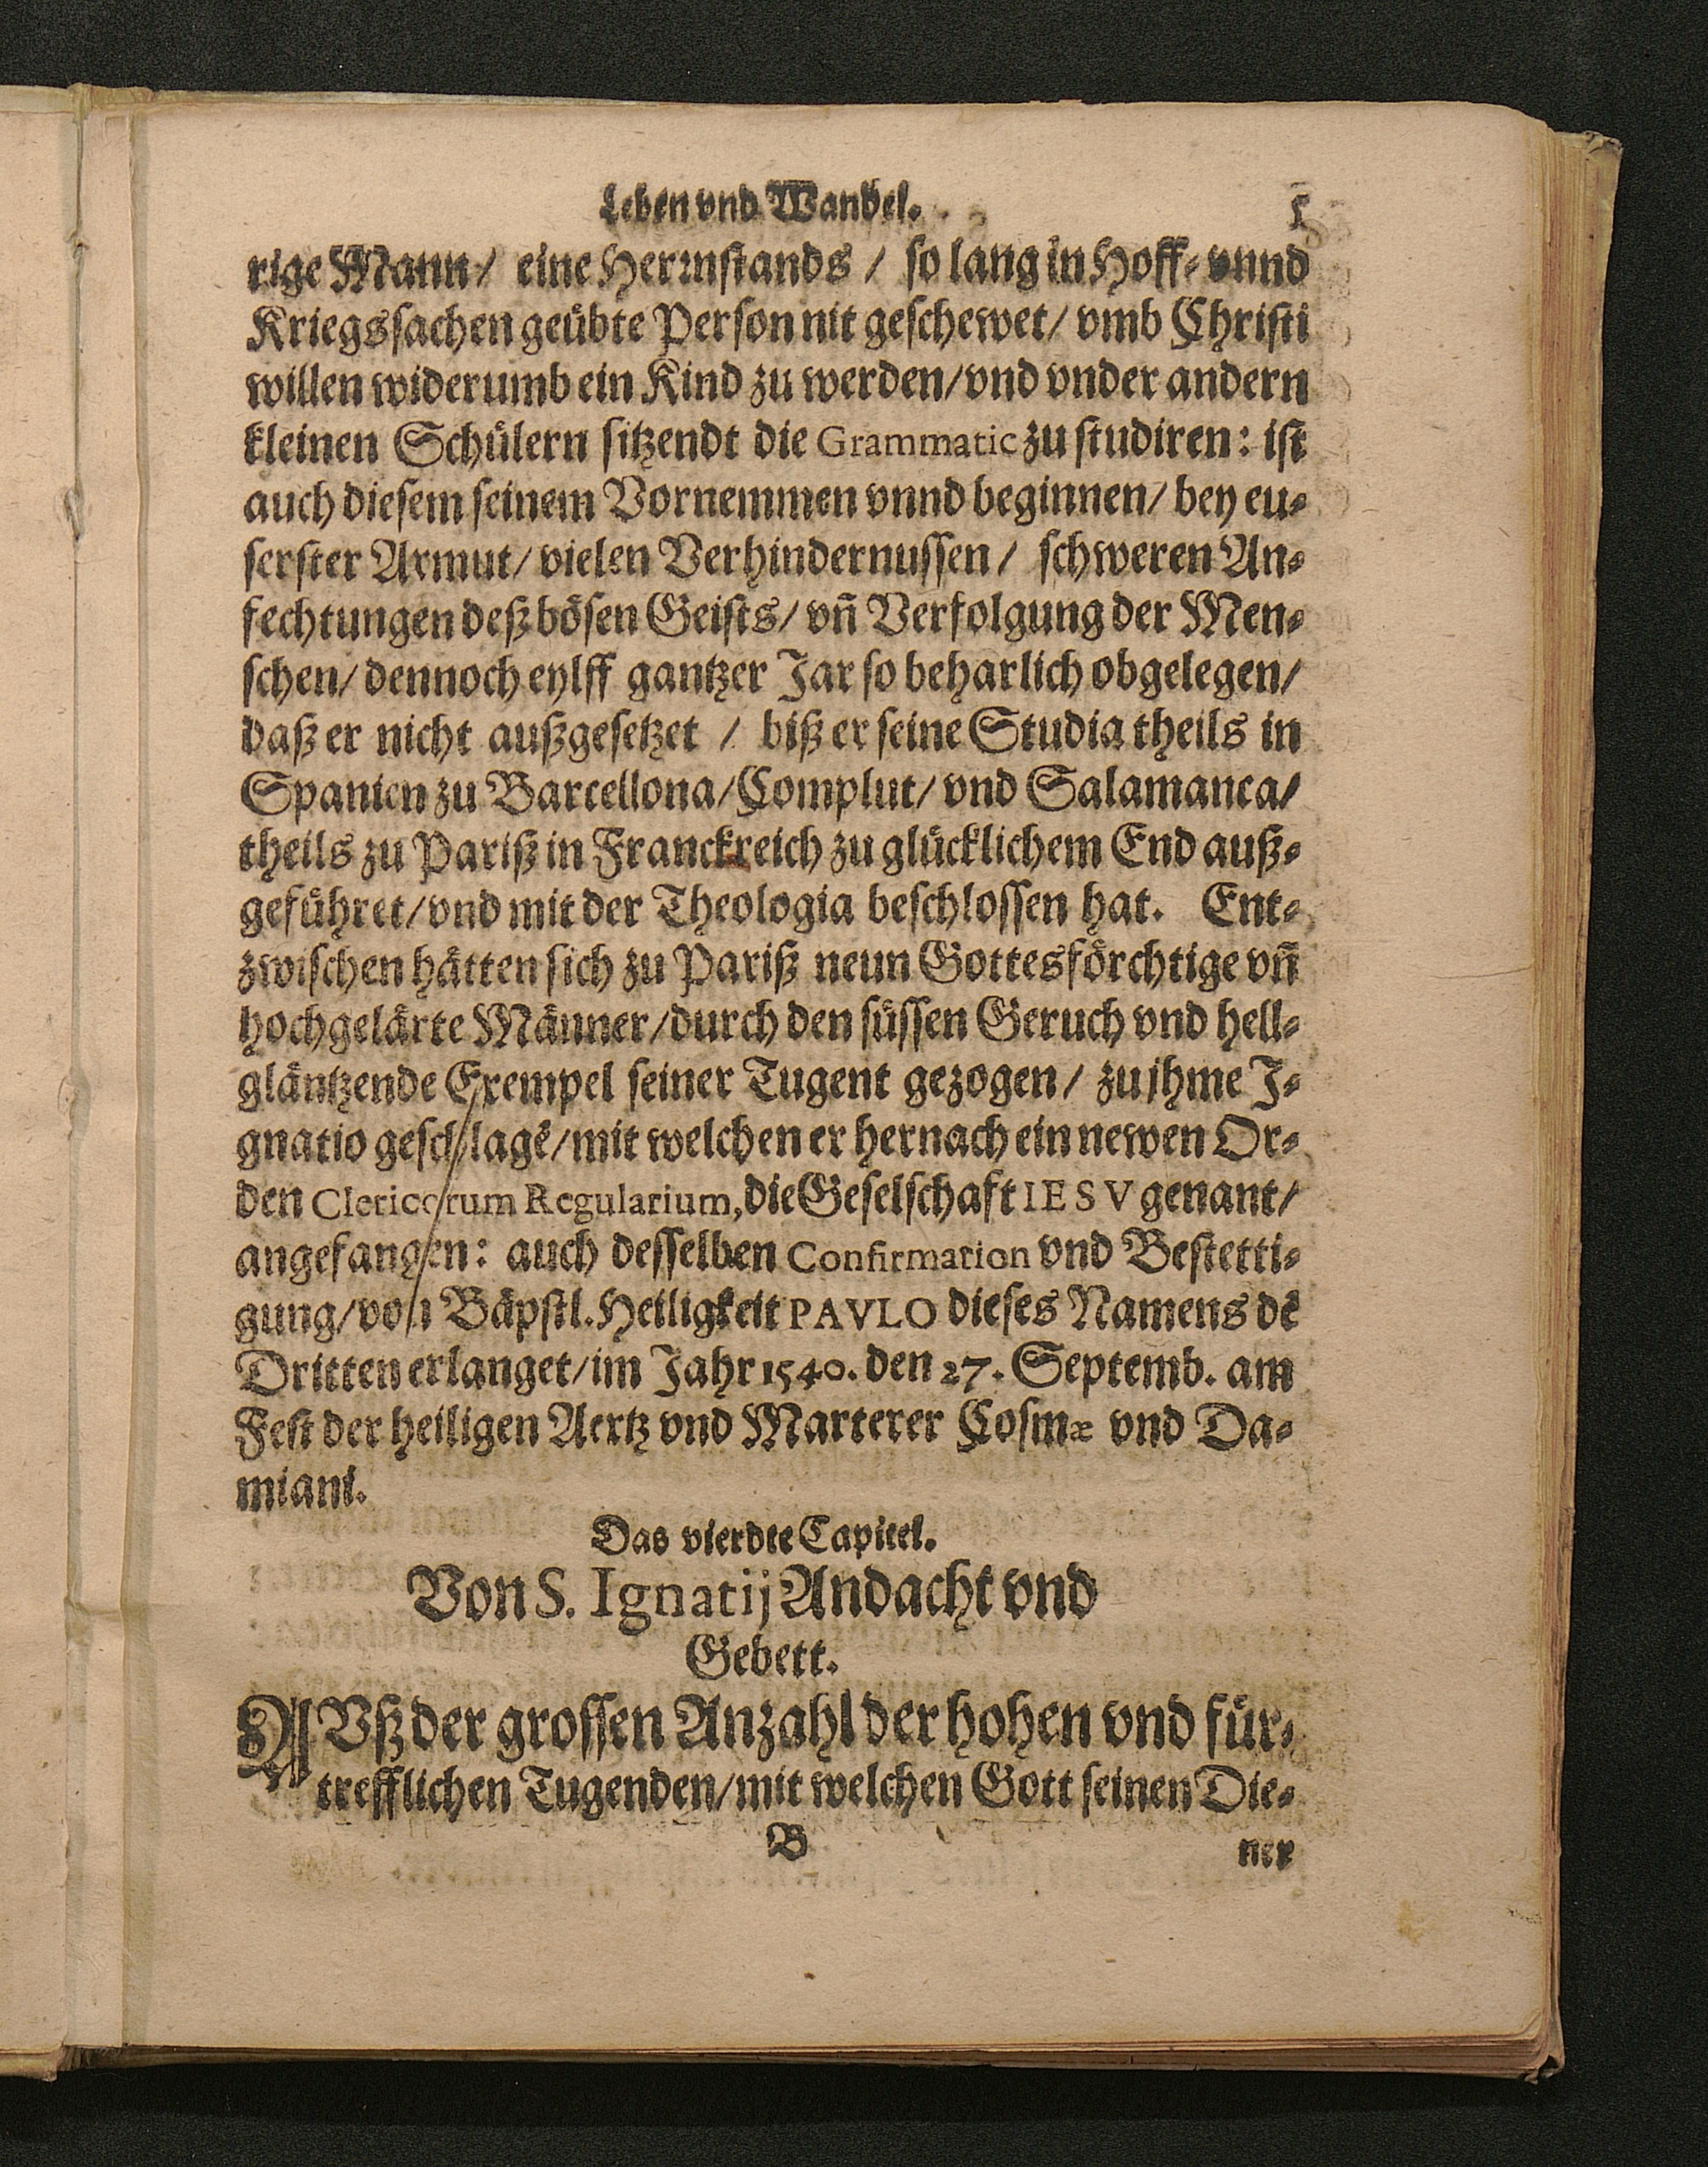 Leben vnd Wandel. 5
rige Mann / eine Herrnstands / so lang in Hoff- vnnd
Kriegssachen geübte Person nit geschewet / vmb Christi
willen widerumb ein Kind zu werden / vnd vnder andern
kleinen Schülern sitzendt die Grammatic zu studiren: ist
auch diesem seinem Vornemmen vnnd beginnen / bey eu-
serster Armut / vielen Verhindernussen / schweren An-
fechtungen deß bösen Geists / vñ Verfolgung der Men-
schen / dennoch eylff gantzer Jar so beharlich obgelegen /
daß er nicht außgesetzet / biß er seine Studia theils in
Spanien zu Barcellona / Complut / vnd Salamanca /
theils zu Pariß in Franckreich zu glücklichem End auß-
geführet / vnd mit der Theologia beschlossen hat. Ent-
zwischen hätten sich zu Pariß neun Gottesförchtige vñ
hochgelärte Männer / durch den süssen Geruch vnd hell-
gläntzende Exempel seiner Tugent gezogen / zu jhme J-
gnatio geschlagē / mit welchen er hernach ein newen Or-
den Clericorum Regularium, die Geselschaft IESV genant /
angefangen: auch desselben Confirmation vnd Bestetti-
gung / von Bäpstl. Heiligkeit PAVLO dieses Namens dē
Dritten erlanget / im Jahr 1540. den 27. Septemb. am
Fest der heiligen Aertz vnd Marterer Cosmæ vnd Da-
miani.
Das vierdte Capitel.
Von S. Ignatij Andacht vnd
Gebett.
AVß der grossen Anzahl der hohen vnd für-
trefflichen Tugenden / mit welchen Gott seinen Die-
B ner